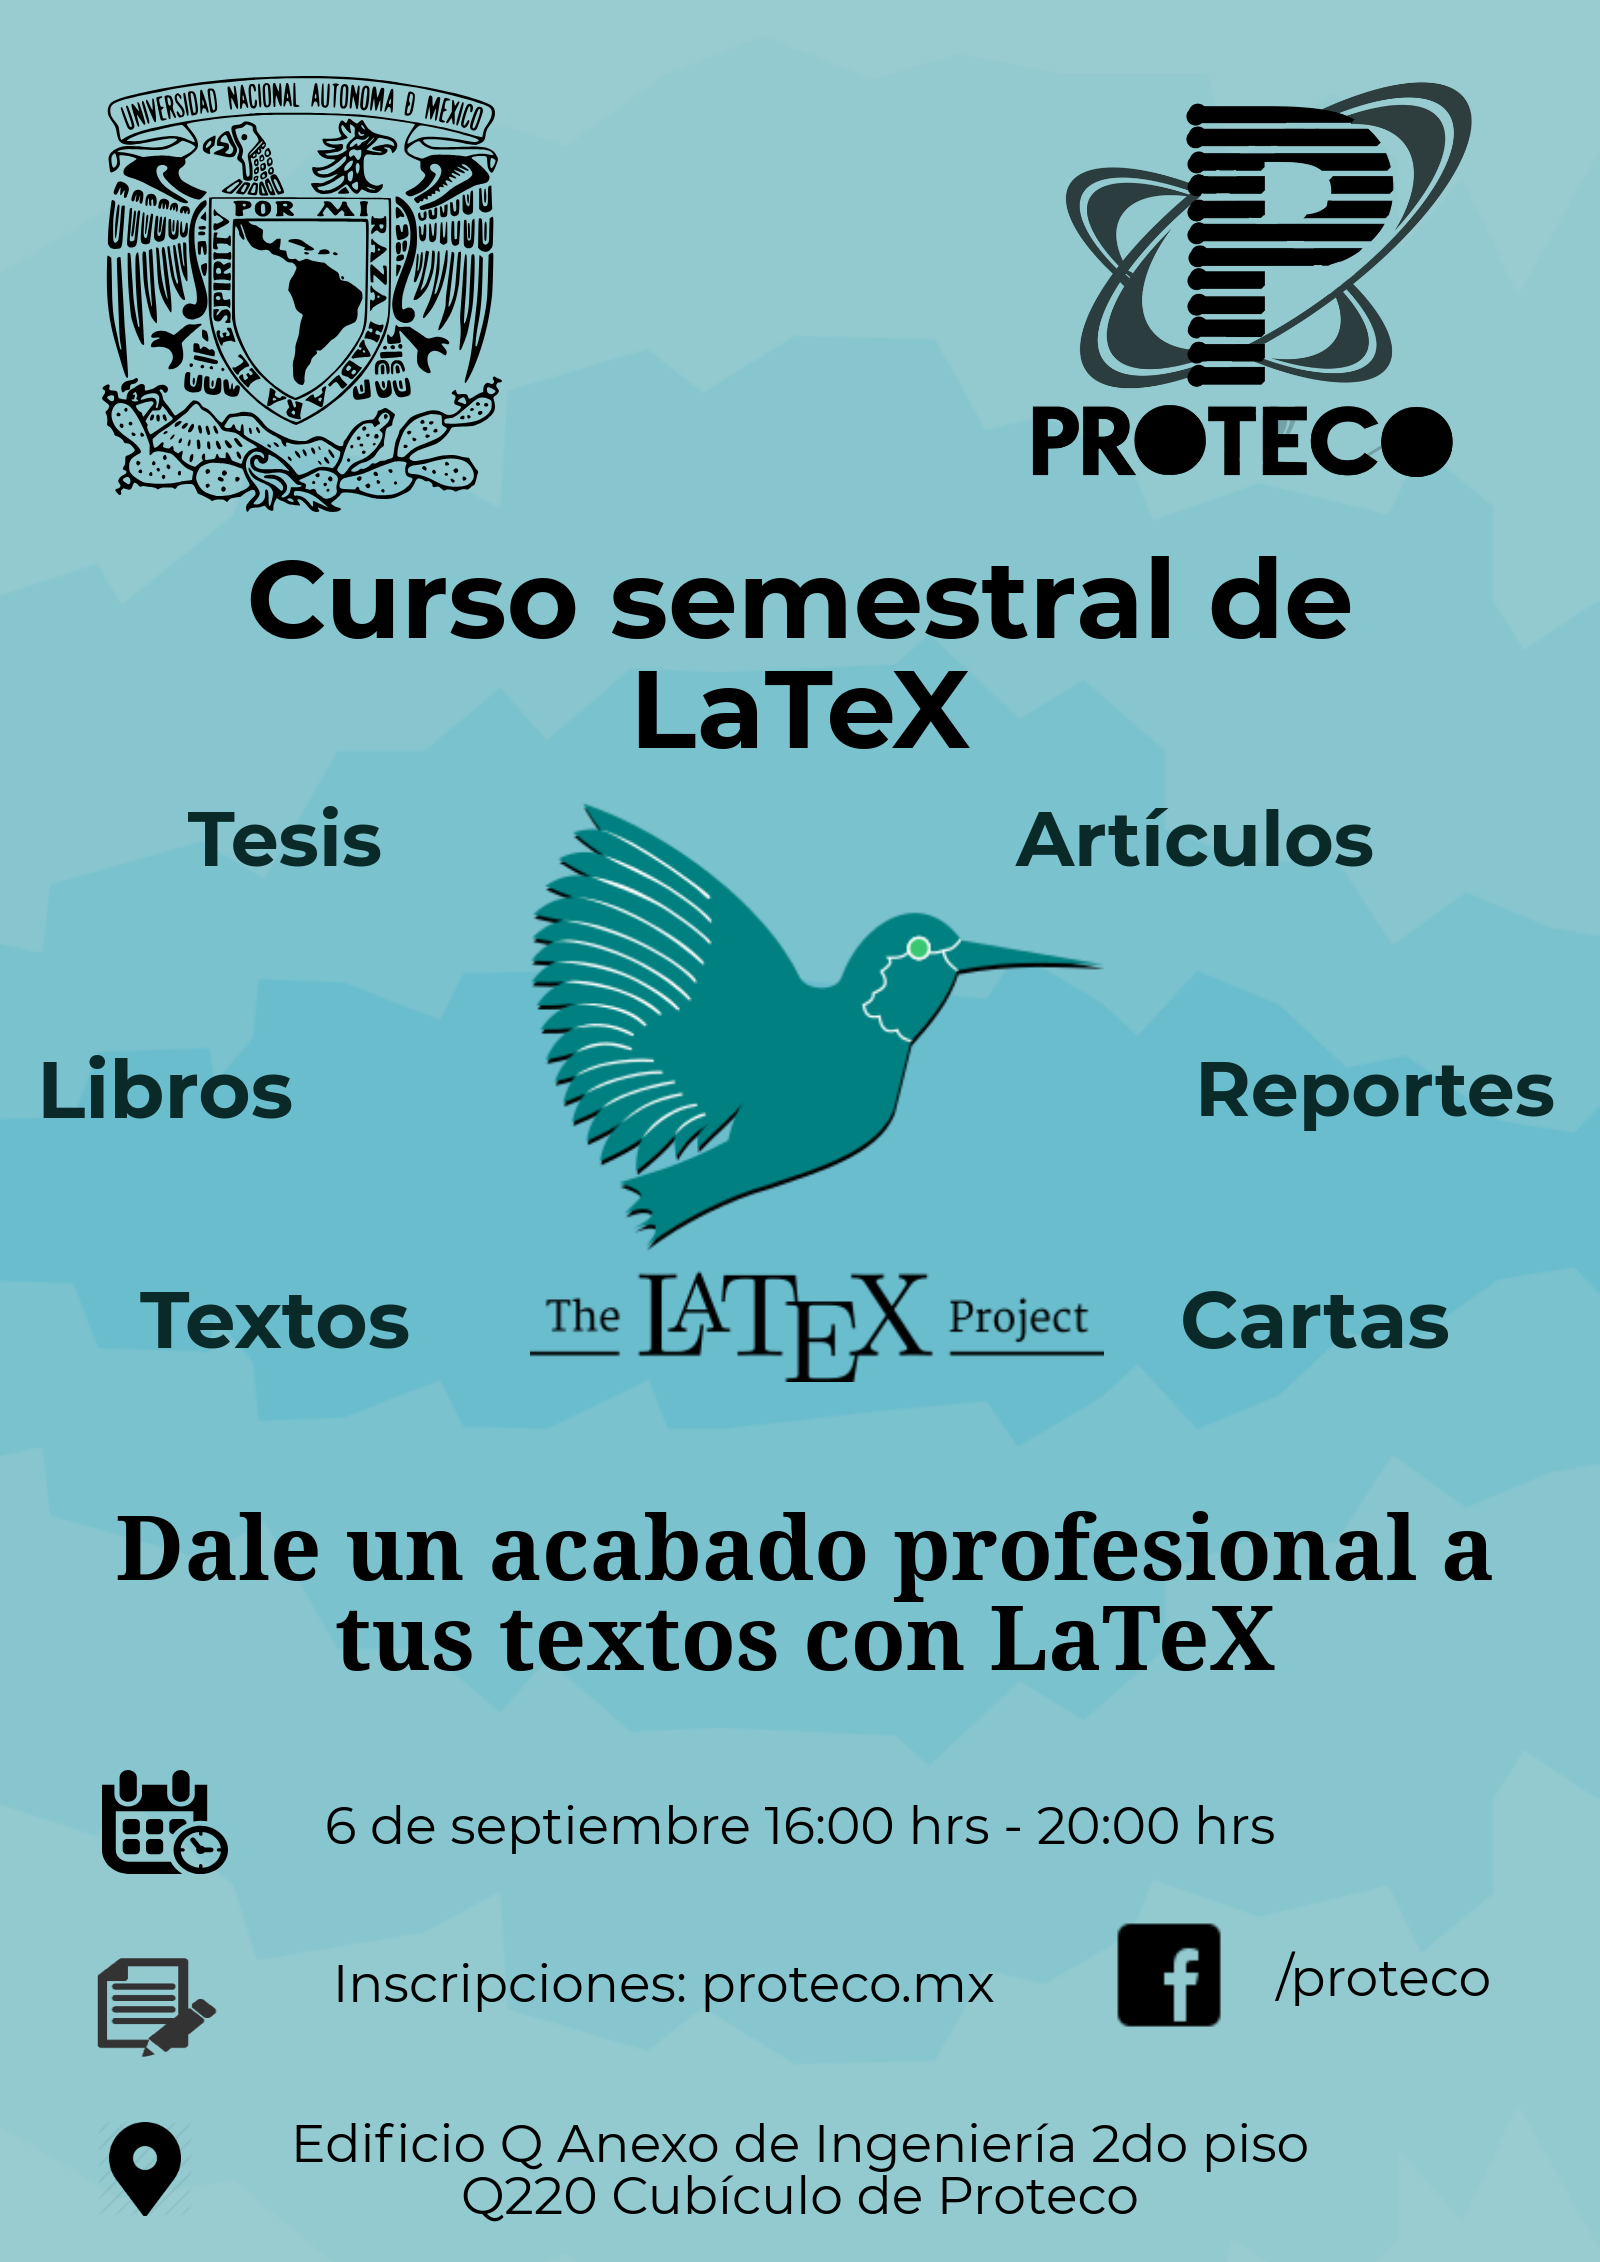 UNIVERSIDAD NACIONAL AUTONOMA D MEXICO
POR MI RAZA HABLARA EL ESPIRITV
PROTECO
Curso semestral de
LaTeX
Tesis
Artículos
Libros
Reportes
Textos
The LATEX Project
Cartas
Dale un acabado profesional a
tus textos con LaTeX
6 de septiembre 16:00 hrs - 20:00 hrs
Inscripciones: proteco.mx
/proteco
Edificio Q Anexo de Ingeniería 2do piso
Q220 Cubículo de Proteco